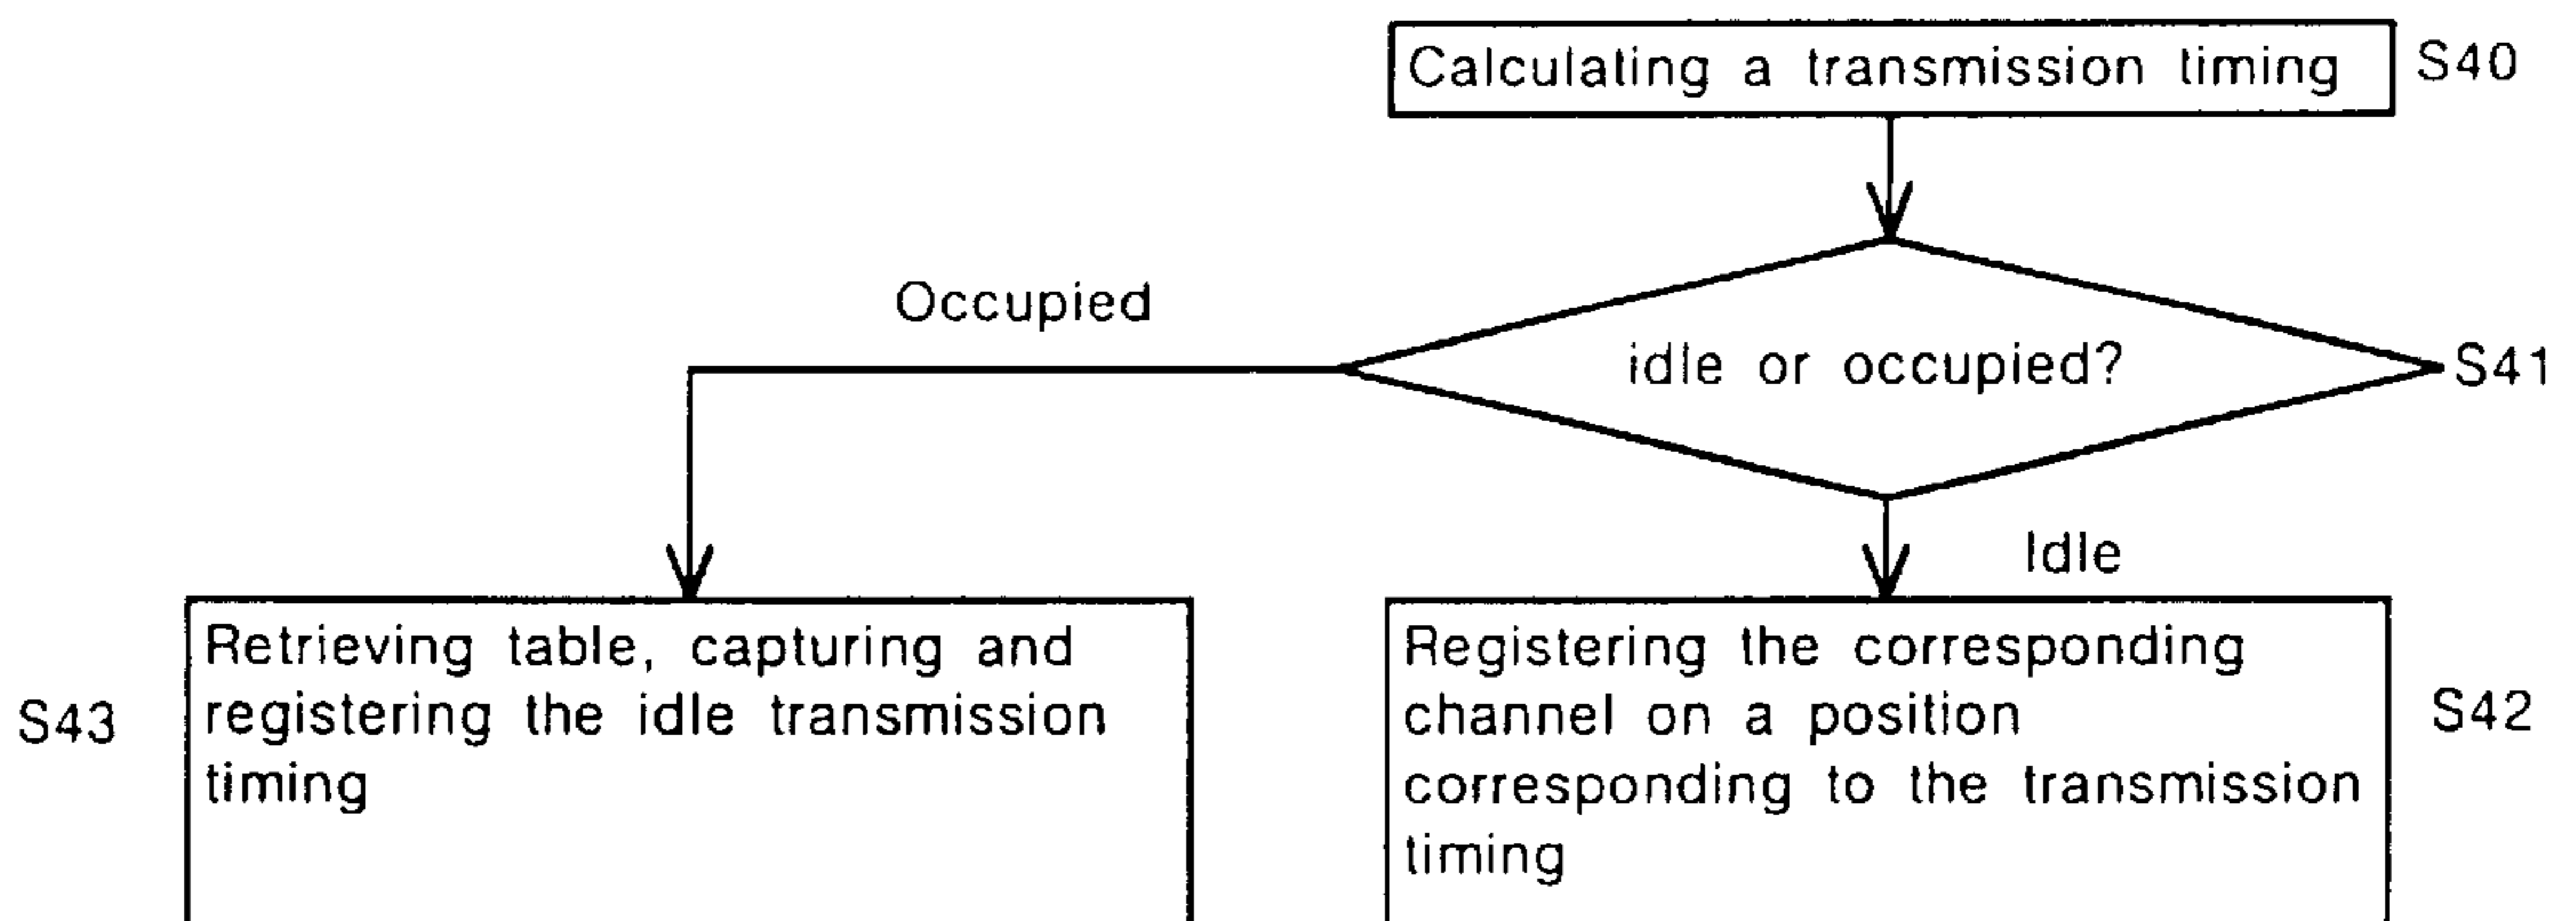 Calculating a transmission timing
S40
Occupied
idle or occupied?
S41
Idle
S43
Retrieving table, capturing and
registering the idle transmission
timing
Registering the corresponding
channel on a position
corresponding to the transmission
timing
S42